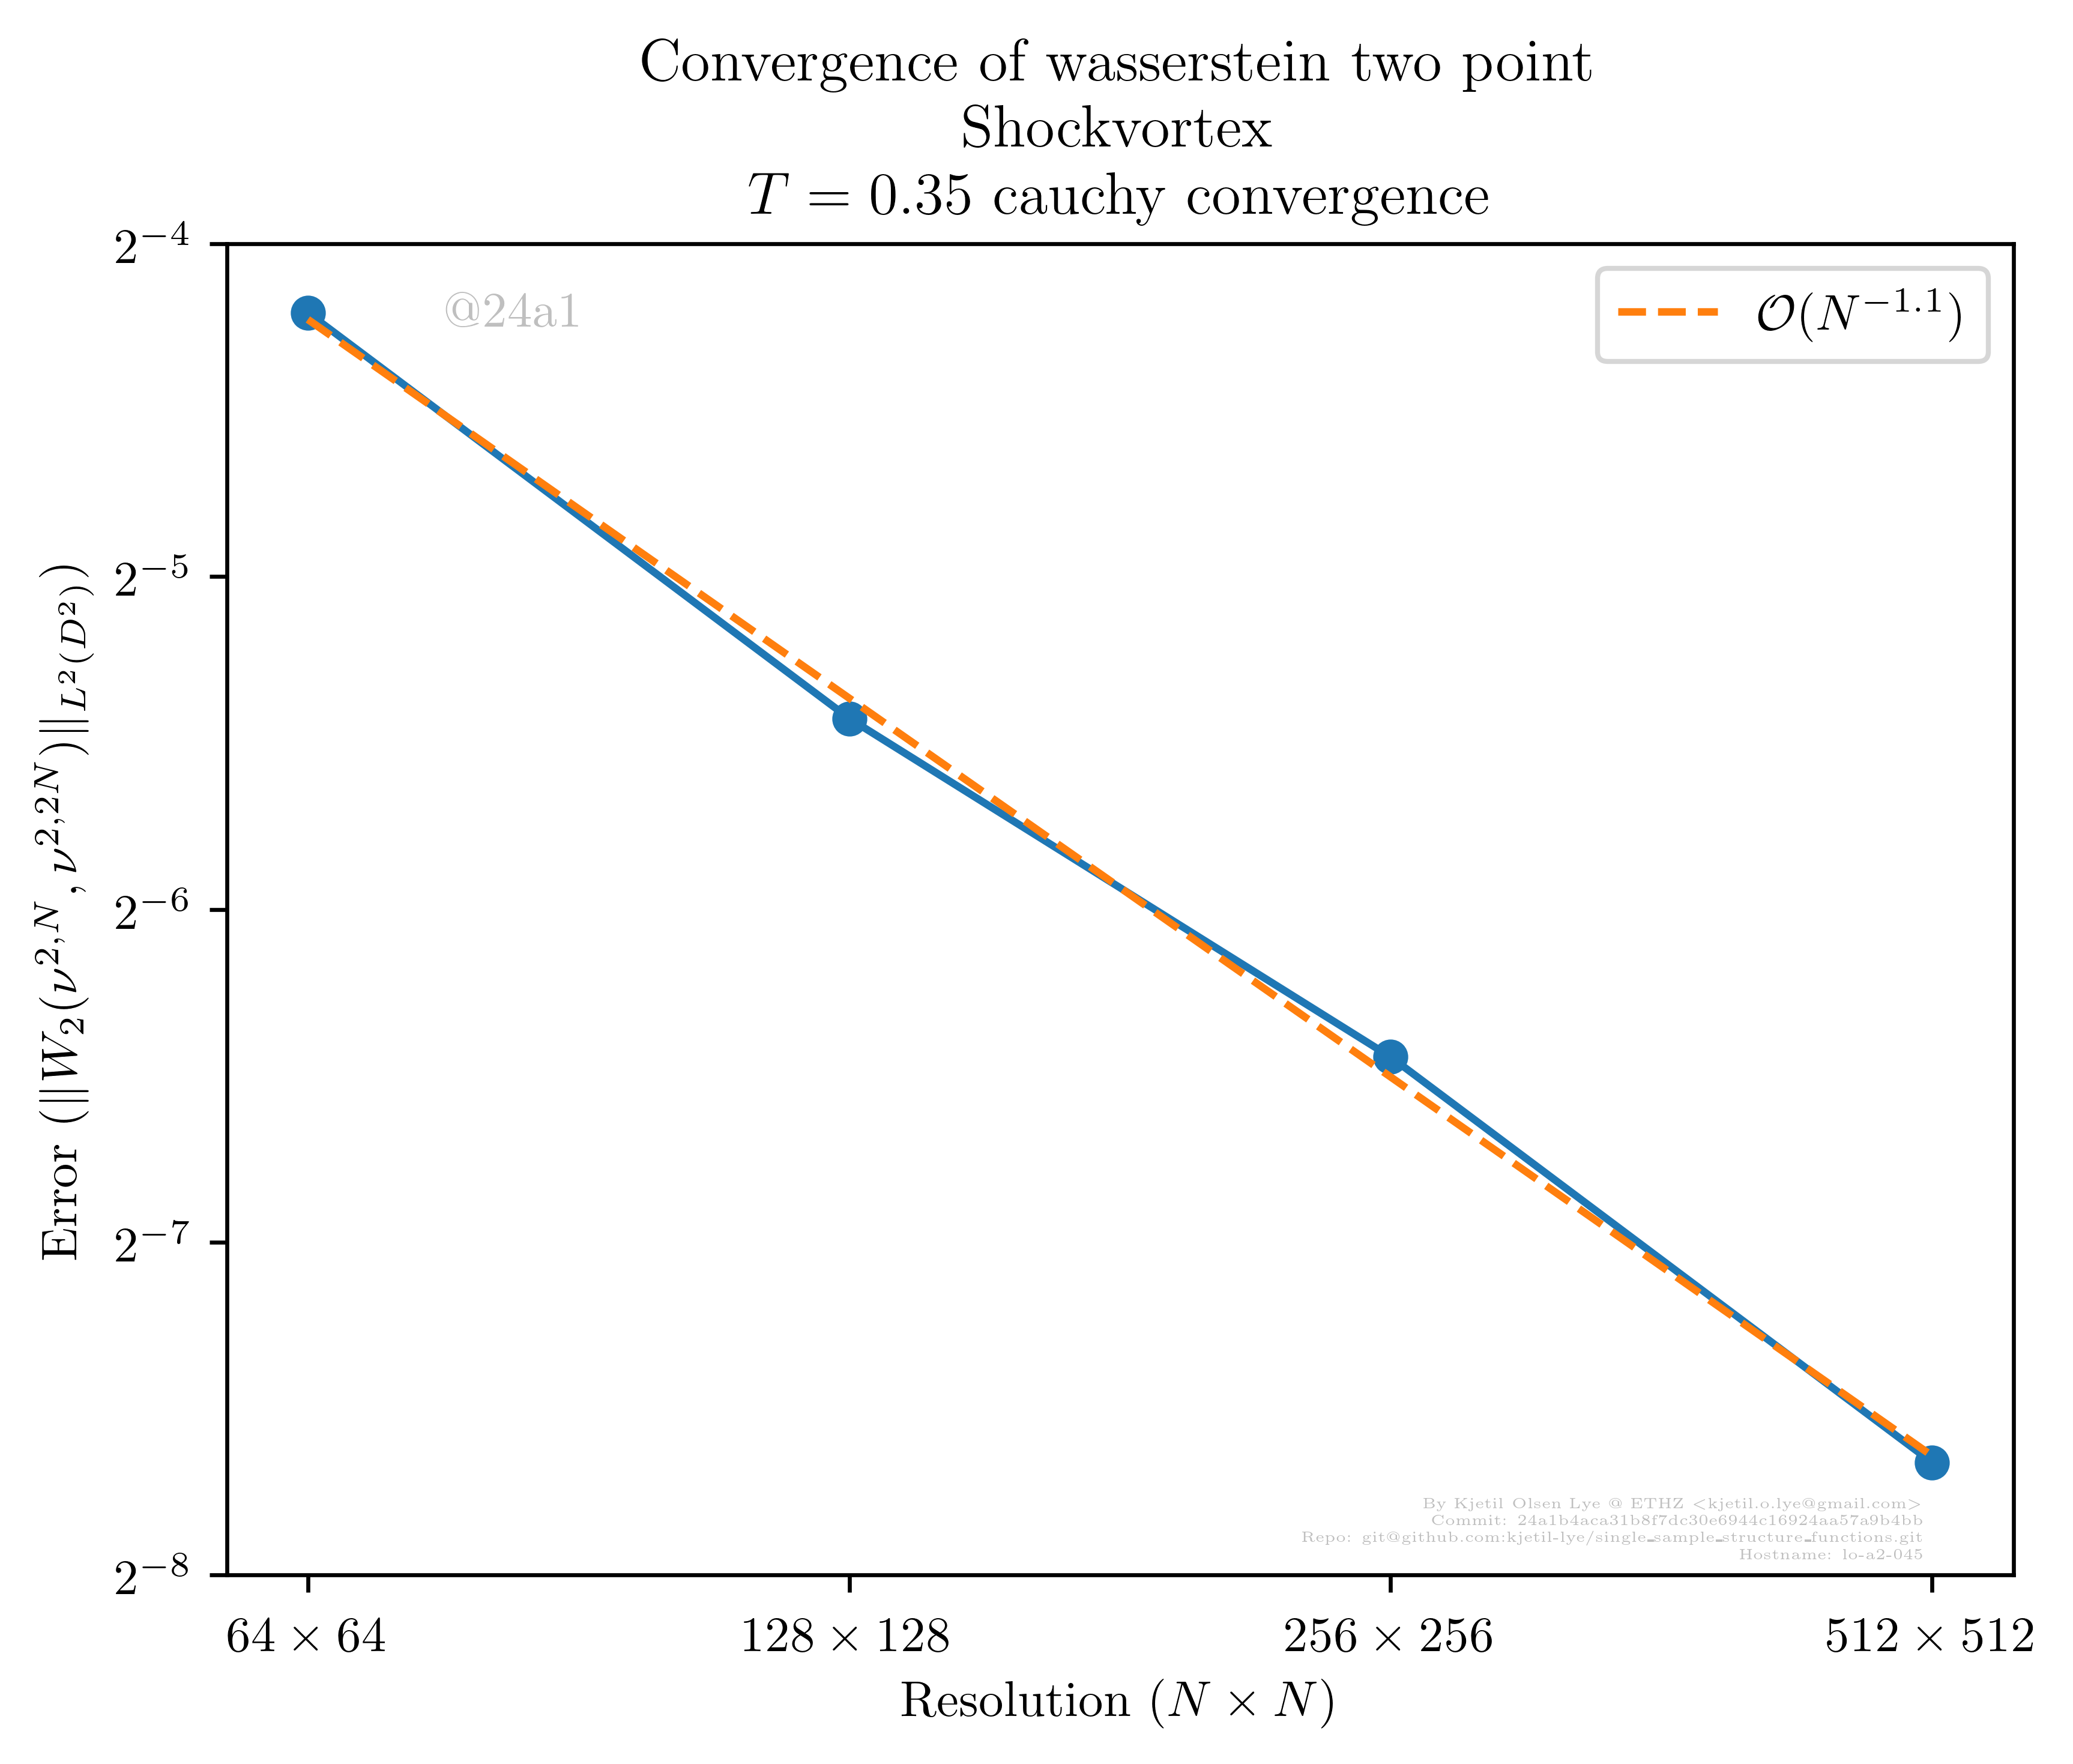 Convergence of wasserstein two point
Shockvortex
T = 0.35 cauchy convergence
2^{-4}
@24a1
O(N^{-1.1})
2^{-5}
2^{-6}
2^{-7}
2^{-8}
Error (||W_2(ν^{2,N}, ν^{2,2N})||_{L^2(D^2)})
By Kjetil Olsen Lye @ ETHZ <kjetil.o.lye@gmail.com>
Commit: 24a1b4aca31b8f7dc30e6944c16924aa57a9b4bb
Repo: git@github.com:kjetil-lye/single_sample_structure_functions.git
Hostname: lo-a2-045
64 × 64
128 × 128
256 × 256
512 × 512
Resolution (N × N)